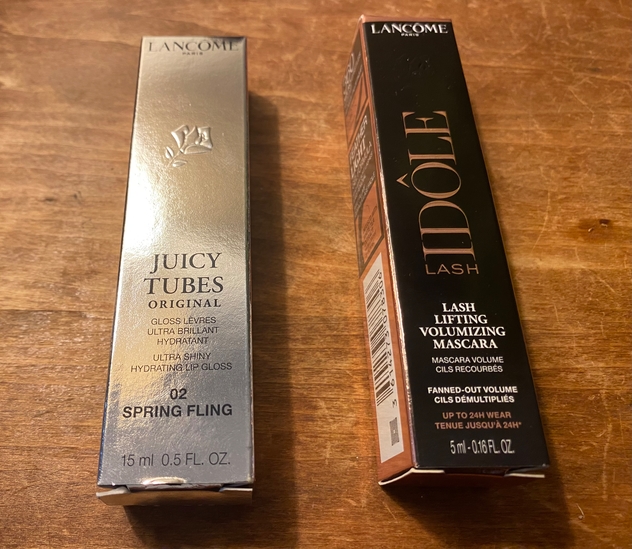 LANCÔME
PARIS
JUICY
TUBES
ORIGINAL
GLOSS LÈVRES
ULTRA BRILLANT
HYDRATANT
ULTRA SHINY
HYDRATING LIP GLOSS
02
SPRING FLING
15 ml 0.5 FL. OZ.
LANCÔME
PARIS
IDÔLE
LASH
LASH
LIFTING
VOLUMIZING
MASCARA
MASCARA VOLUME
CILS RECOURBÉS
FANNED-OUT VOLUME
CILS DÉMULTIPLIÉS
UP TO 24H WEAR
TENUE JUSQU'À 24H*
5 ml - 0.16 FL. OZ.